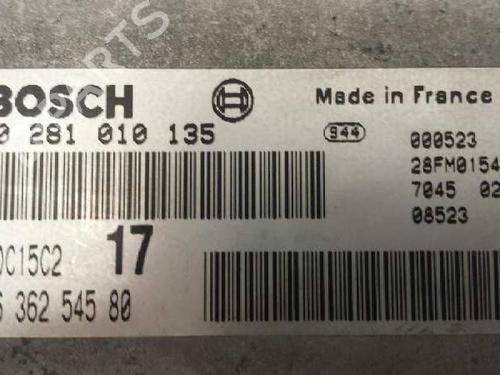 PARTS
BOSCH
Made in France
0 281 010 135
944
000523
28FM0154
7045 02
08523
DC15C2
17
6 362 545 80